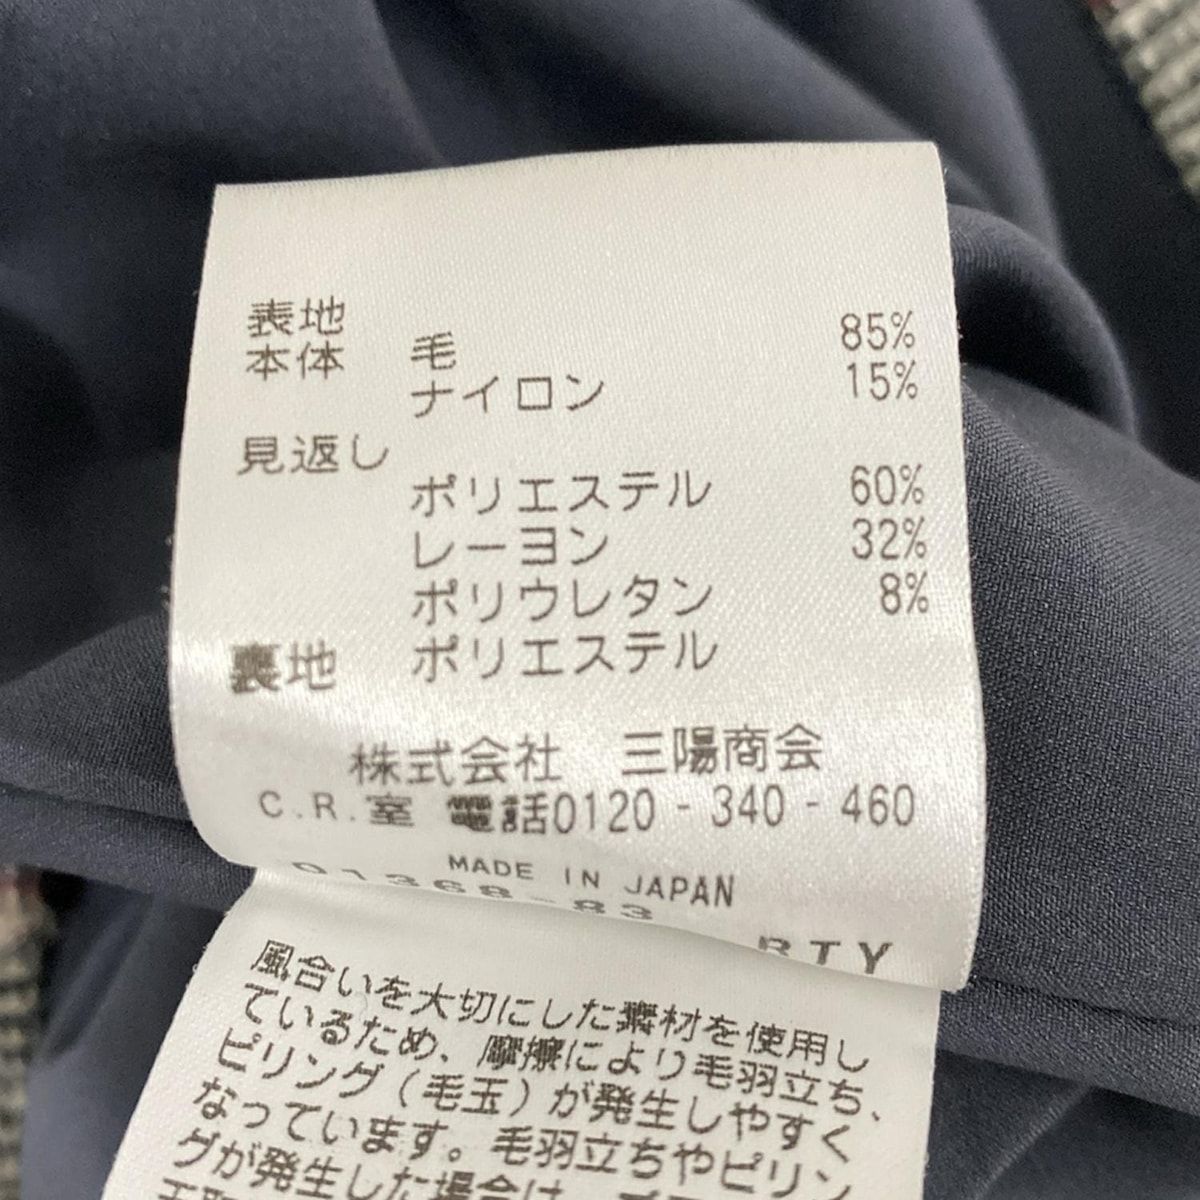 表地
本体 毛 85%
ナイロン 15%
見返し
ポリエステル 60%
レーヨン 32%
ポリウレタン 8%
裏地 ポリエステル
株式会社 三陽商会
C.R.室 電話0120-340-460
MADE IN JAPAN
01368-83
RTY
風合いを大切にした素材を使用し
ているため、摩擦により毛羽立ち、
ピリング(毛玉)が発生しやすく
なっています。毛羽立ちやピリン
グが発生した場合は、